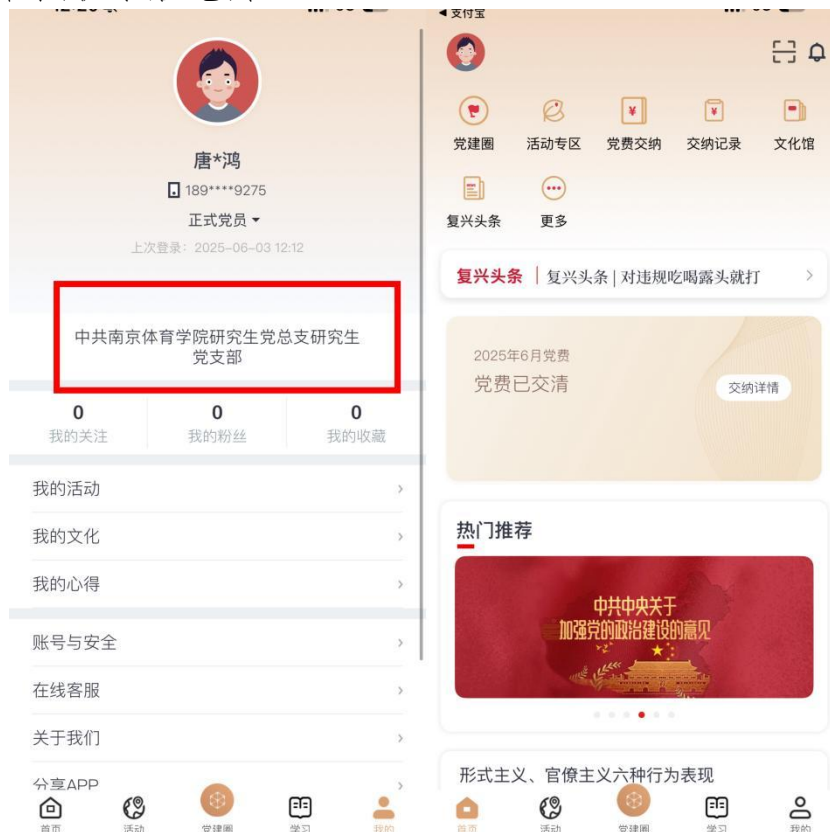 唐*鸿
189****9275
正式党员
上次登录：2025-06-03 12:12
中共南京体育学院研究生党总支研究生
党支部
0 0 0
我的关注 我的粉丝 我的收藏
我的活动
我的文化
我的心得
账号与安全
在线客服
关于我们
分享APP
首页 活动 党建圈 学习 我的
支付宝
党建圈 活动专区 党费交纳 交纳记录 文化馆
复兴头条 更多
复兴头条 复兴头条 | 对违规吃喝露头就打
2025年6月党费
党费已交清
交纳详情
热门推荐
中共中央关于
加强党的政治建设的意见
形式主义、官僚主义六种行为表现
首页 活动 党建圈 学习 我的